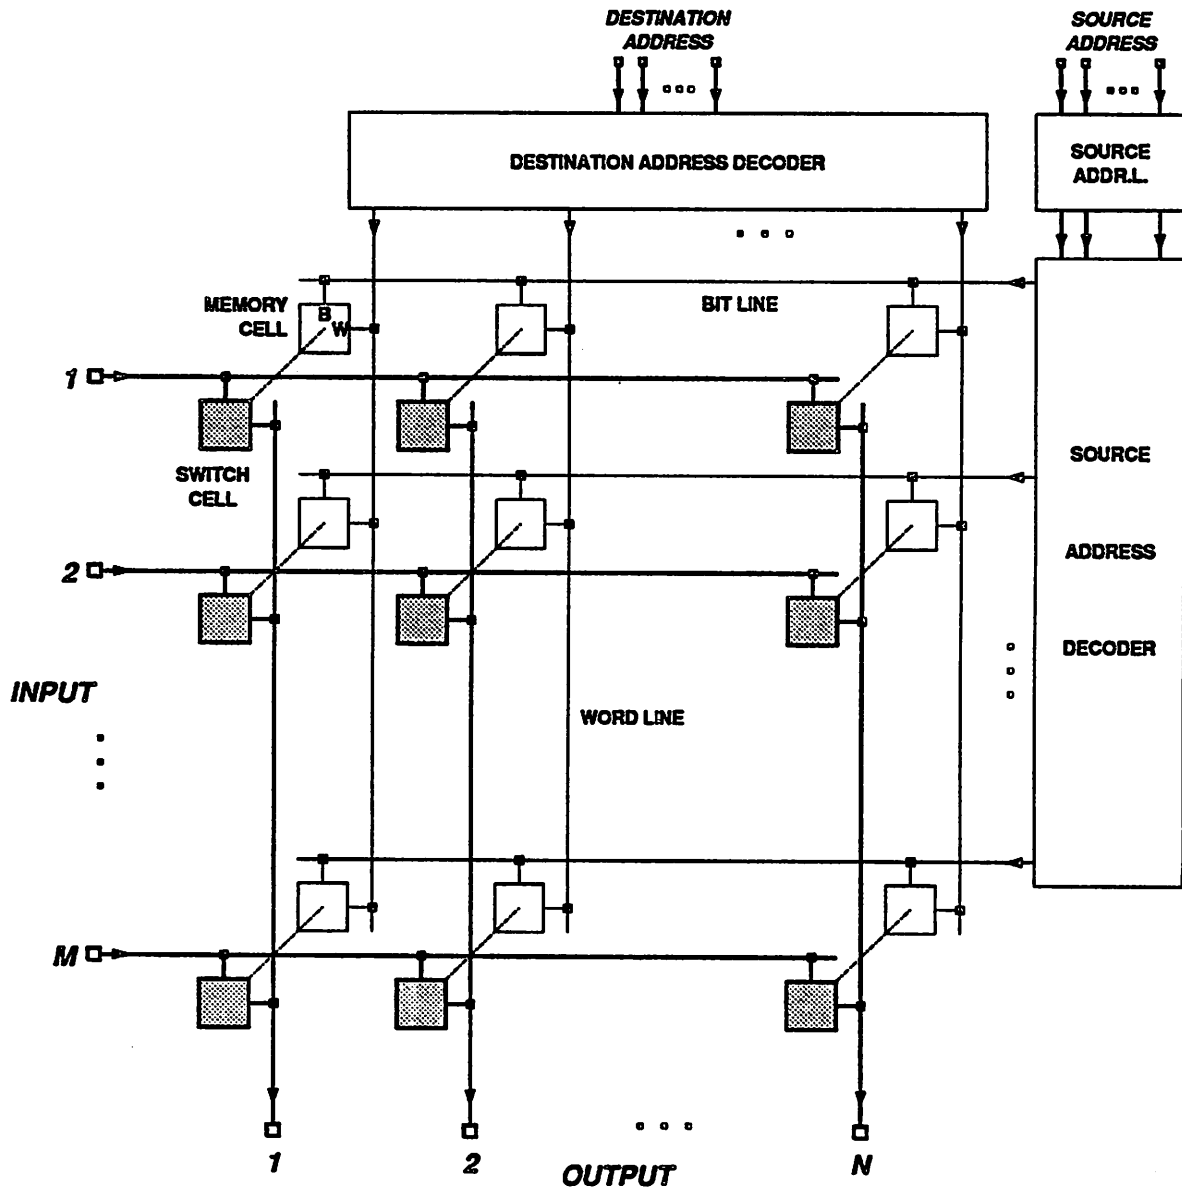 DESTINATION
ADDRESS
SOURCE
ADDRESS
DESTINATION ADDRESS DECODER
SOURCE
ADDR.L.
MEMORY
CELL
B
W
BIT LINE
1
SWITCH
CELL
SOURCE
2
ADDRESS
DECODER
INPUT
WORD LINE
M
1
2
N
OUTPUT